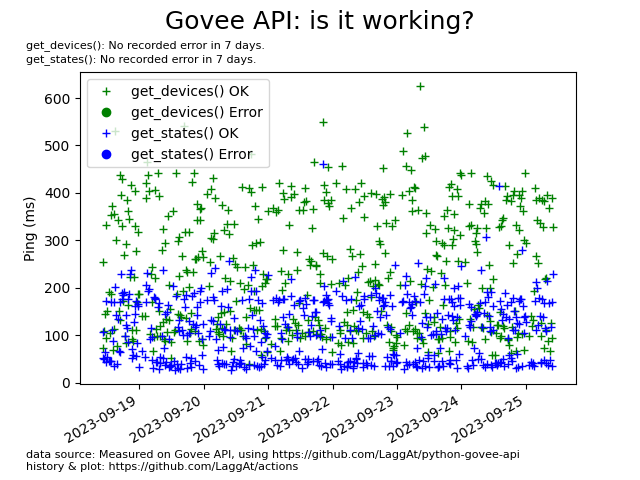 Govee API: is it working?
get_devices(): No recorded error in 7 days.
get_states(): No recorded error in 7 days.
get_devices() OK
get_devices() Error
get_states() OK
get_states() Error
Ping (ms)
600
500
400
300
200
100
0
2023-09-19
2023-09-20
2023-09-21
2023-09-22
2023-09-23
2023-09-24
2023-09-25
data source: Measured on Govee API, using https://github.com/LaggAt/python-govee-api
history & plot: https://github.com/LaggAt/actions